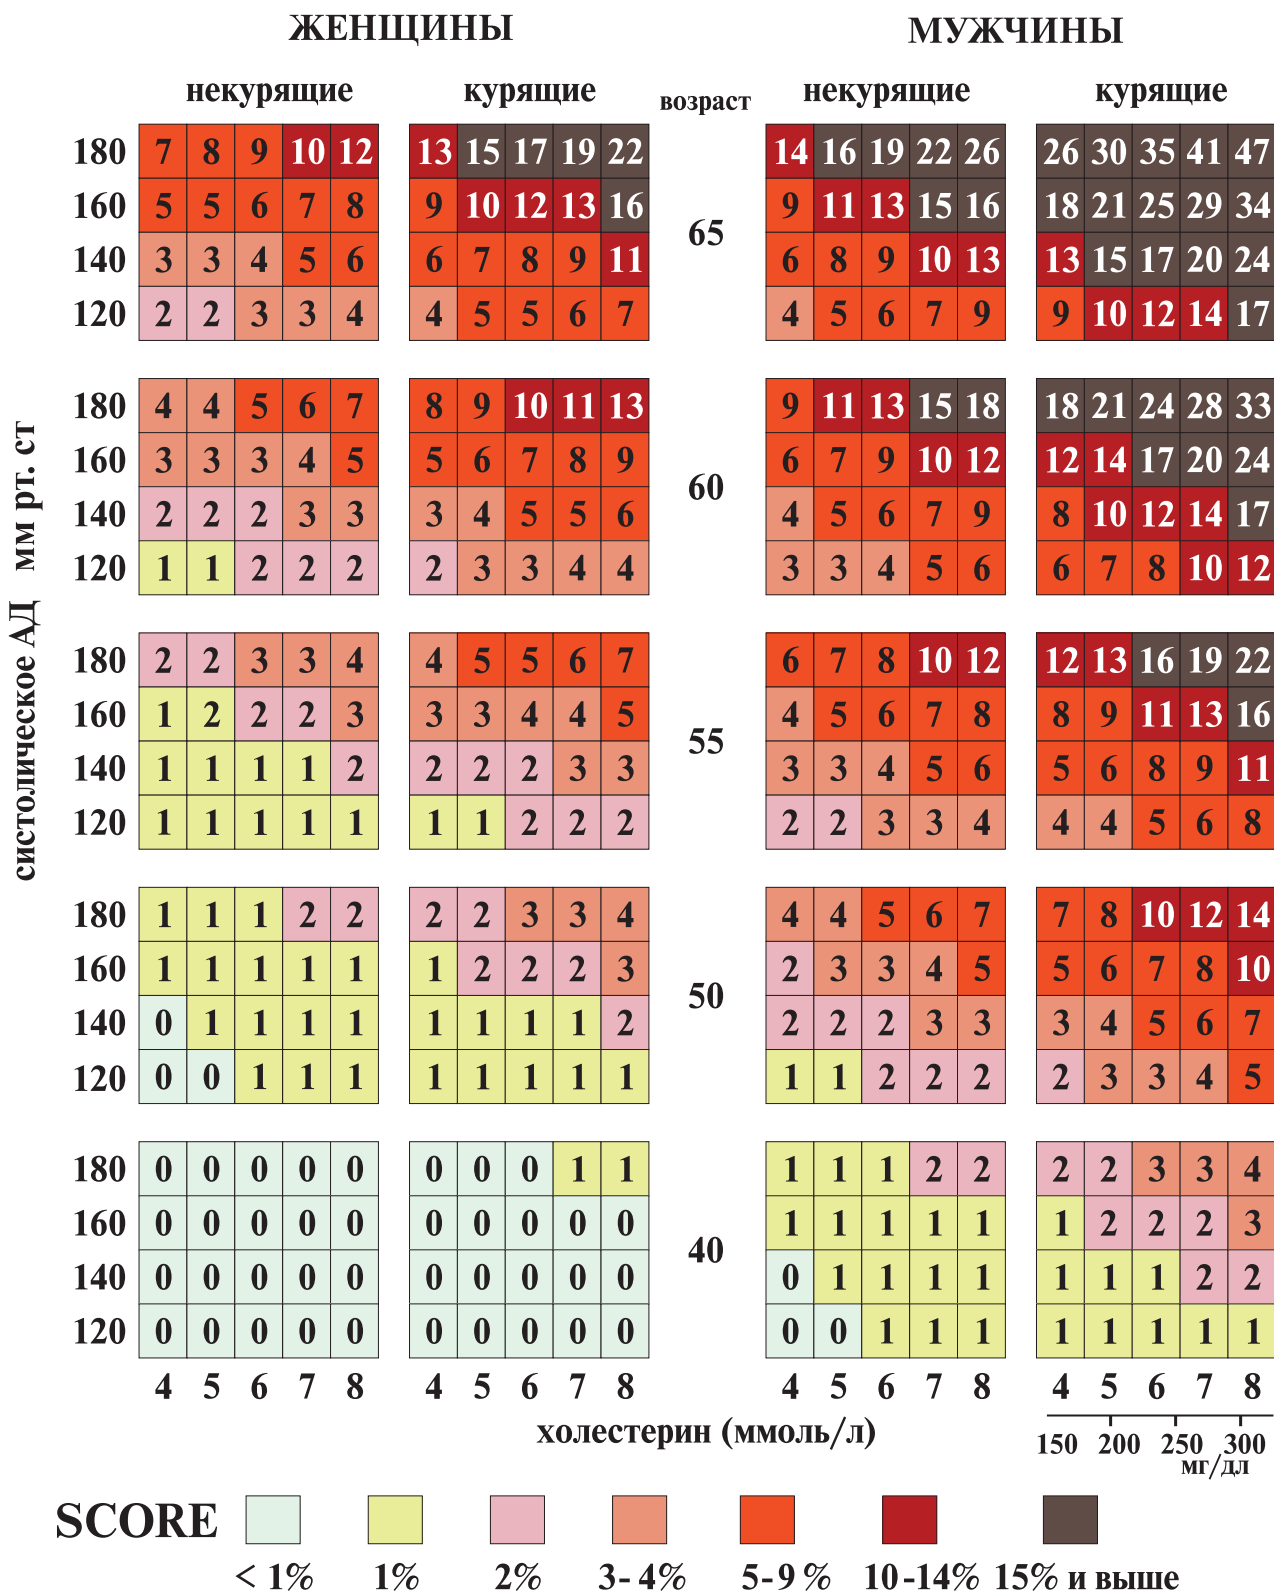 ЖЕНЩИНЫ МУЖЧИНЫ
некурящие курящие возраст некурящие курящие
180 7 8 9 10 12 13 15 17 19 22 14 16 19 22 26 26 30 35 41 47
160 5 5 6 7 8 9 10 12 13 16 9 11 13 15 16 18 21 25 29 34
65
140 3 3 4 5 6 6 7 8 9 11 6 8 9 10 13 13 15 17 20 24
120 2 2 3 3 4 4 5 5 6 7 4 5 6 7 9 9 10 12 14 17
180 4 4 5 6 7 8 9 10 11 13 9 11 13 15 18 18 21 24 28 33
160 3 3 3 4 5 5 6 7 8 9 6 7 9 10 12 12 14 17 20 24
60
140 2 2 2 3 3 3 4 5 5 6 4 5 6 7 9 8 10 12 14 17
120 1 1 2 2 2 2 3 3 4 4 3 3 4 5 6 6 7 8 10 12
систолическое АД мм рт. ст
180 2 2 3 3 4 4 5 5 6 7 6 7 8 10 12 12 13 16 19 22
160 1 2 2 2 3 3 3 4 4 5 4 5 6 7 8 8 9 11 13 16
55
140 1 1 1 1 2 2 2 2 3 3 3 3 4 5 6 5 6 8 9 11
120 1 1 1 1 1 1 1 2 2 2 2 2 3 3 4 4 4 5 6 8
180 1 1 1 2 2 2 2 3 3 4 4 4 5 6 7 7 8 10 12 14
160 1 1 1 1 1 1 2 2 2 3 2 3 3 4 5 5 6 7 8 10
50
140 0 1 1 1 1 1 1 1 1 2 2 2 2 3 3 3 4 5 6 7
120 0 0 1 1 1 1 1 1 1 1 1 1 2 2 2 2 3 3 4 5
180 0 0 0 0 0 0 0 0 1 1 1 1 1 2 2 2 2 3 3 4
160 0 0 0 0 0 0 0 0 0 0 1 1 1 1 1 1 2 2 2 3
40
140 0 0 0 0 0 0 0 0 0 0 0 1 1 1 1 1 1 1 2 2
120 0 0 0 0 0 0 0 0 0 0 0 0 1 1 1 1 1 1 1 1
4 5 6 7 8 4 5 6 7 8 4 5 6 7 8 4 5 6 7 8
холестерин (ммоль/л)
150 200 250 300
мг/дл
SCORE
< 1% 1% 2% 3-4% 5-9% 10-14% 15% и выше